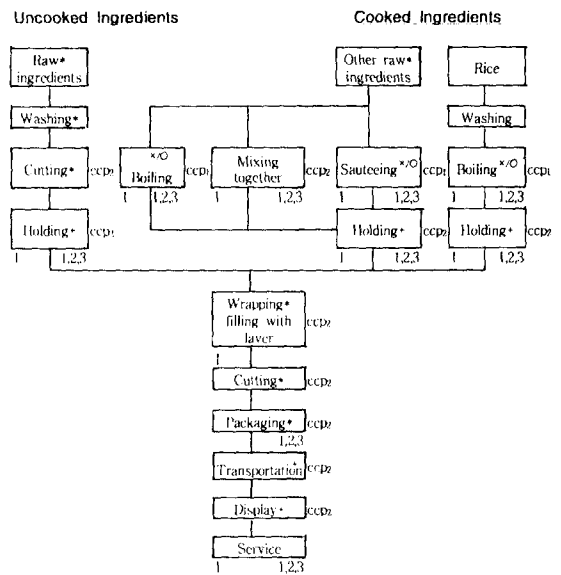 Uncooked Ingredients Cooked Ingredients
Raw* Other raw* Rice
ingredients ingredients
Washing* Washing
×/O
Cutting* ccp₂ Boiling ccp₁ Mixing together ccp₂ Sauteeing×/O ccp₁ Boiling×/O ccp₁
1 1,2,3 1 1,2,3 1 1,2,3 1 1,2,3
Holding+ Holding+ ccp₂ Holding+ ccp₂
1 1,2,3 1 1,2,3 1 1,2,3
Wrapping*
filling with ccp₂
laver
1
Cutting* ccp₂
Packaging* ccp₂
1,2,3
Transportation ccp₂
Display ccp₂
Service
1 1,2,3